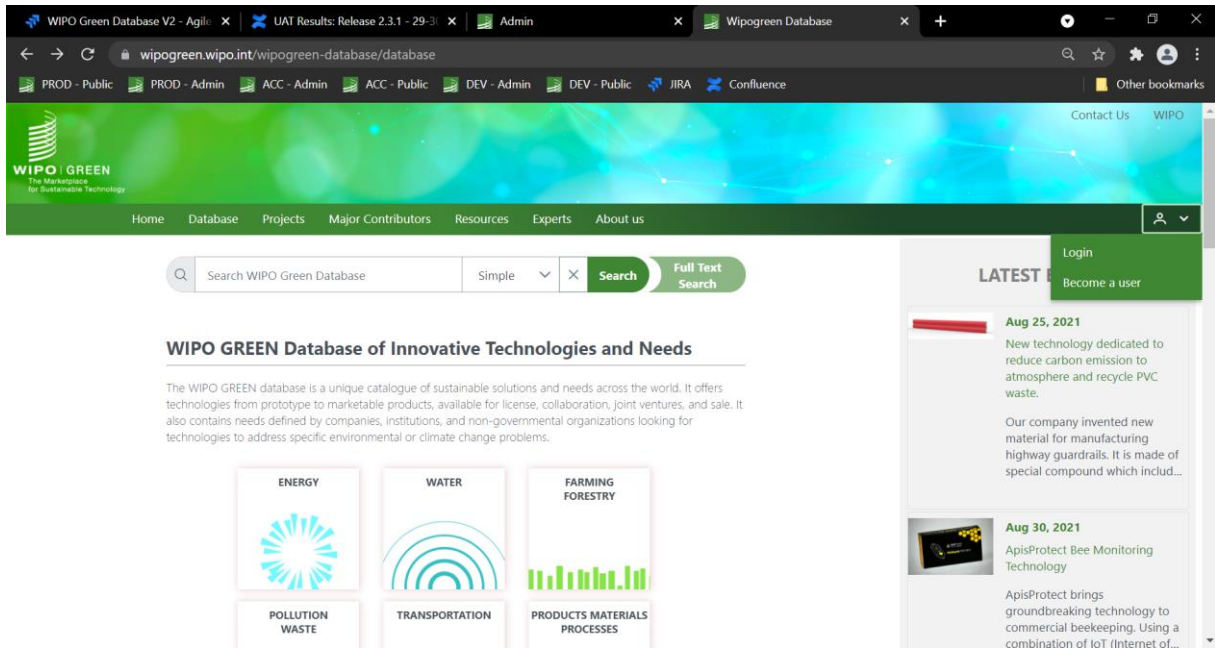 WIPO Green Database V2 - Agile
UAT Results: Release 2.3.1 - 29-3
Admin
Wipogreen Database
wipogreen.wipo.int/wipogreen-database/database
PROD - Public
PROD - Admin
ACC - Admin
ACC - Public
DEV - Admin
DEV - Public
JIRA
Confluence
Other bookmarks
Contact Us
WIPO
WIPO | GREEN
The Marketplace
for Sustainable Technology
Home
Database
Projects
Major Contributors
Resources
Experts
About us
Login
Become a user
Search WIPO Green Database
Simple
Search
Full Text
Search
WIPO GREEN Database of Innovative Technologies and Needs
The WIPO GREEN database is a unique catalogue of sustainable solutions and needs across the world. It offers
technologies from prototype to marketable products, available for license, collaboration, joint ventures, and sale. It
also contains needs defined by companies, institutions, and non-governmental organizations looking for
technologies to address specific environmental or climate change problems.
ENERGY
WATER
FARMING
FORESTRY
POLLUTION
WASTE
TRANSPORTATION
PRODUCTS MATERIALS
PROCESSES
LATEST
Aug 25, 2021
New technology dedicated to
reduce carbon emission to
atmosphere and recycle PVC
waste.
Our company invented new
material for manufacturing
highway guardrails. It is made of
special compound which includ...
Aug 30, 2021
ApisProtect Bee Monitoring
Technology
ApisProtect brings
groundbreaking technology to
commercial beekeeping. Using a
combination of IoT (Internet of...